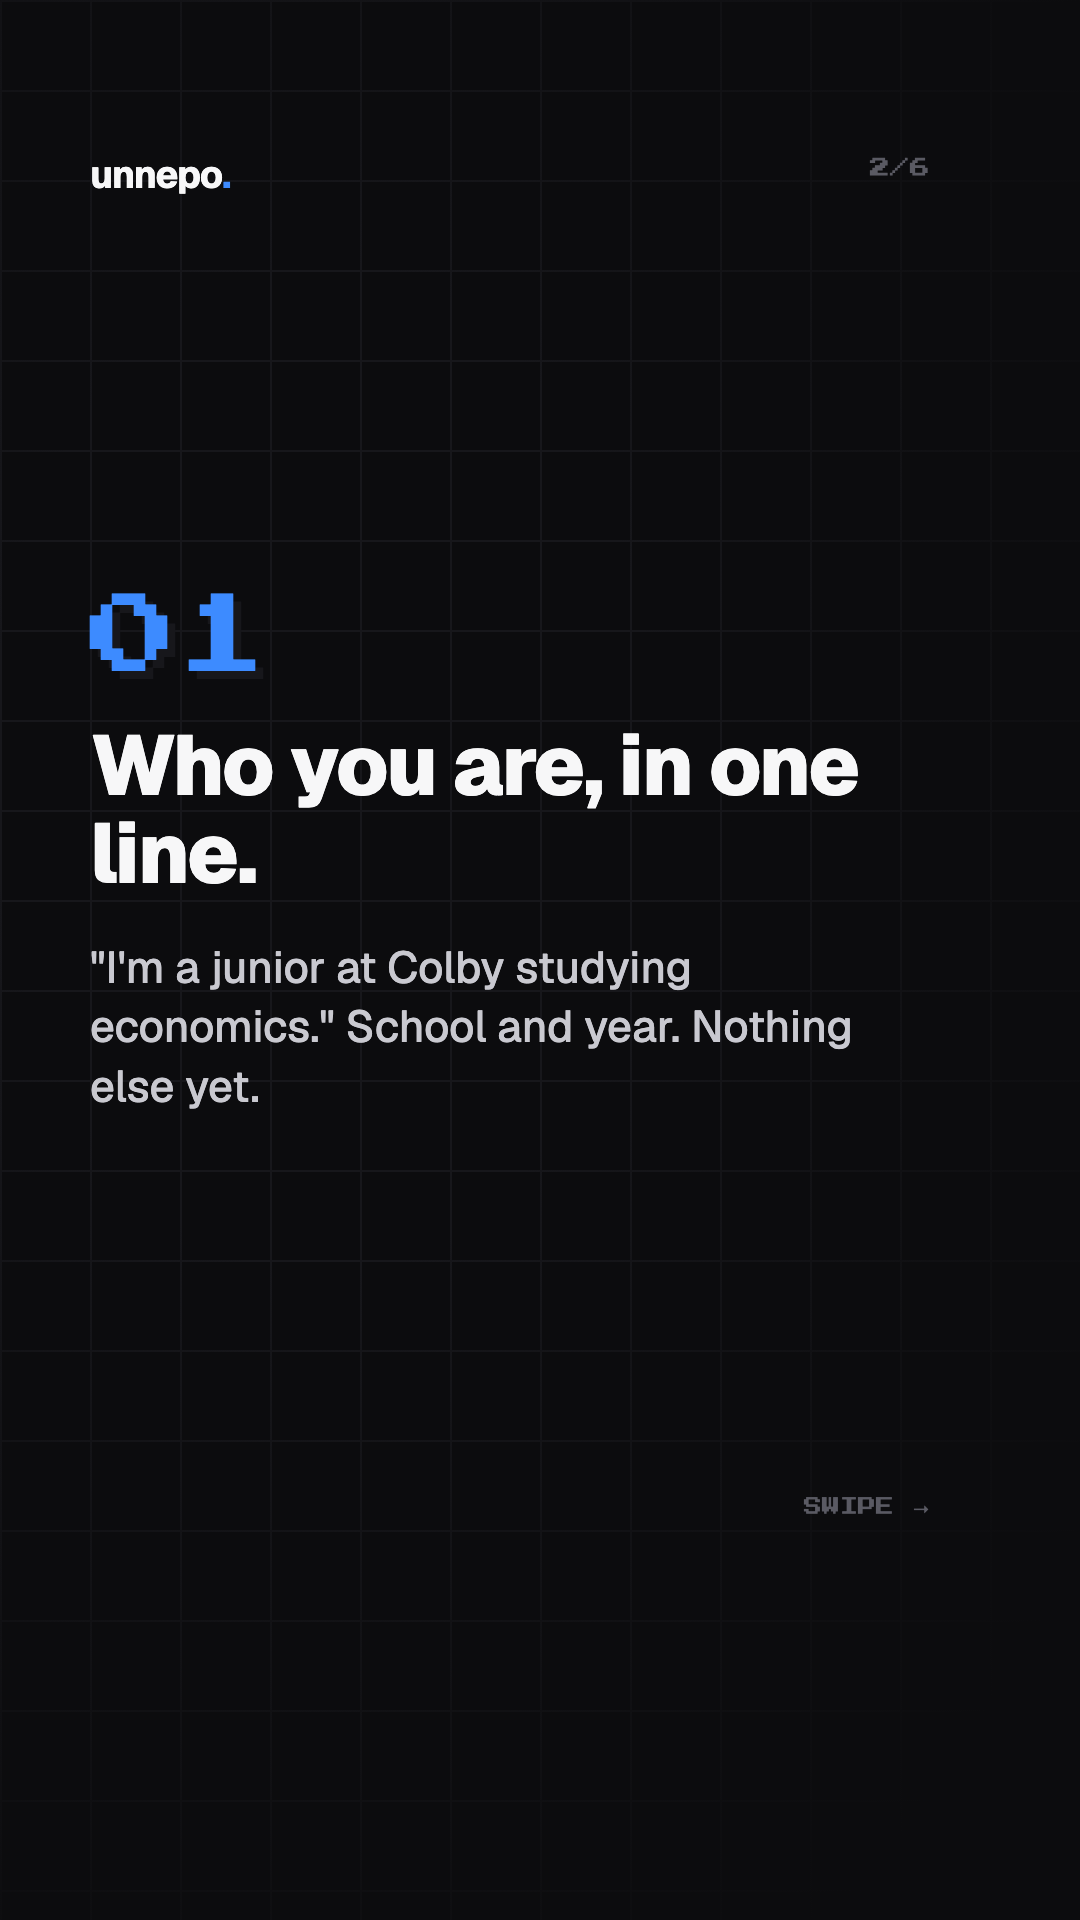 unnepo.
2/6
01
Who you are, in one
line.
"I'm a junior at Colby studying
economics." School and year. Nothing
else yet.
SWIPE →